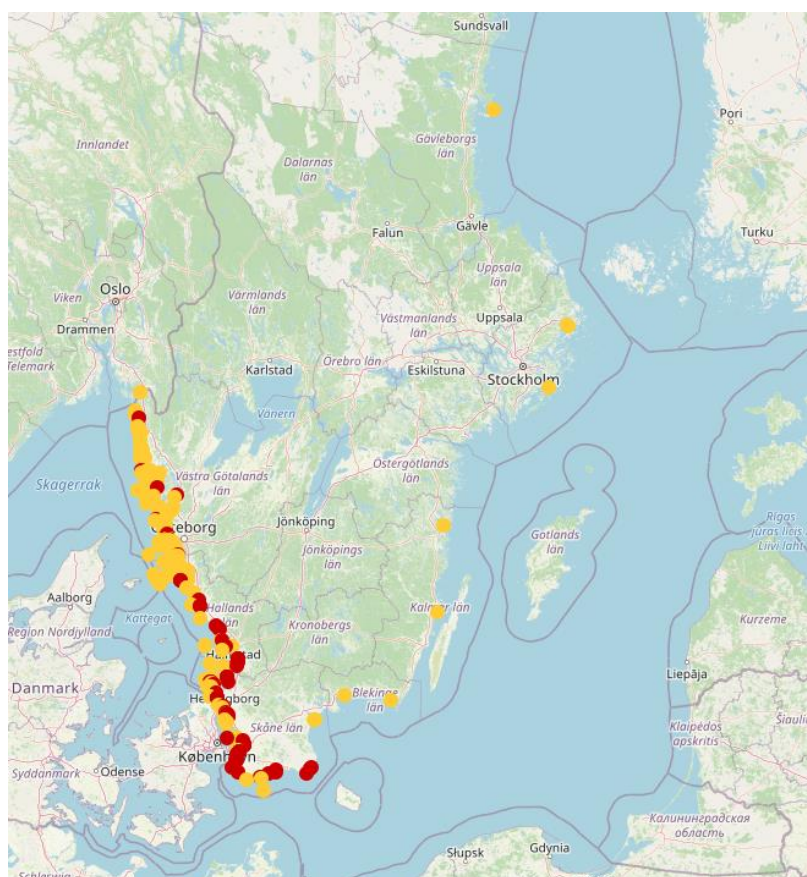 Sundsvall
Innlandet
Gävleborgs
län
Pori
Dalarnas
län
Falun
Gävle
Turku
Oslo
Viken
Drammen
Telemark
Värmlands
län
Karlstad
Uppsala
län
Uppsala
Västmanlands
län
Örebro län
Eskilstuna
Stockholm
Vänern
Östergötlands
län
Skagerrak
Västra Götalands
län
Jönköping
Jönköpings
län
Gotlands
län
Rīgas
jūras līcis
Liivi laht
Aalborg
Region Nordjylland
Kattegat
Hallands
län
Kronobergs
län
Kalmar län
Kurzeme
Liepāja
Danmark
Blekinge
län
Skåne län
København
Odense
Syddanmark
Klaipėdos
apskritis
Калининградская
область
Słupsk
Gdynia